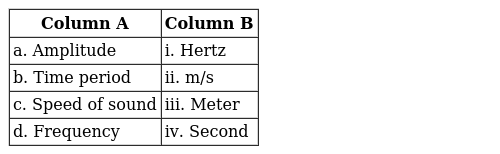 Column A Column B
a. Amplitude i. Hertz
b. Time period ii. m/s
c. Speed of sound iii. Meter
d. Frequency iv. Second